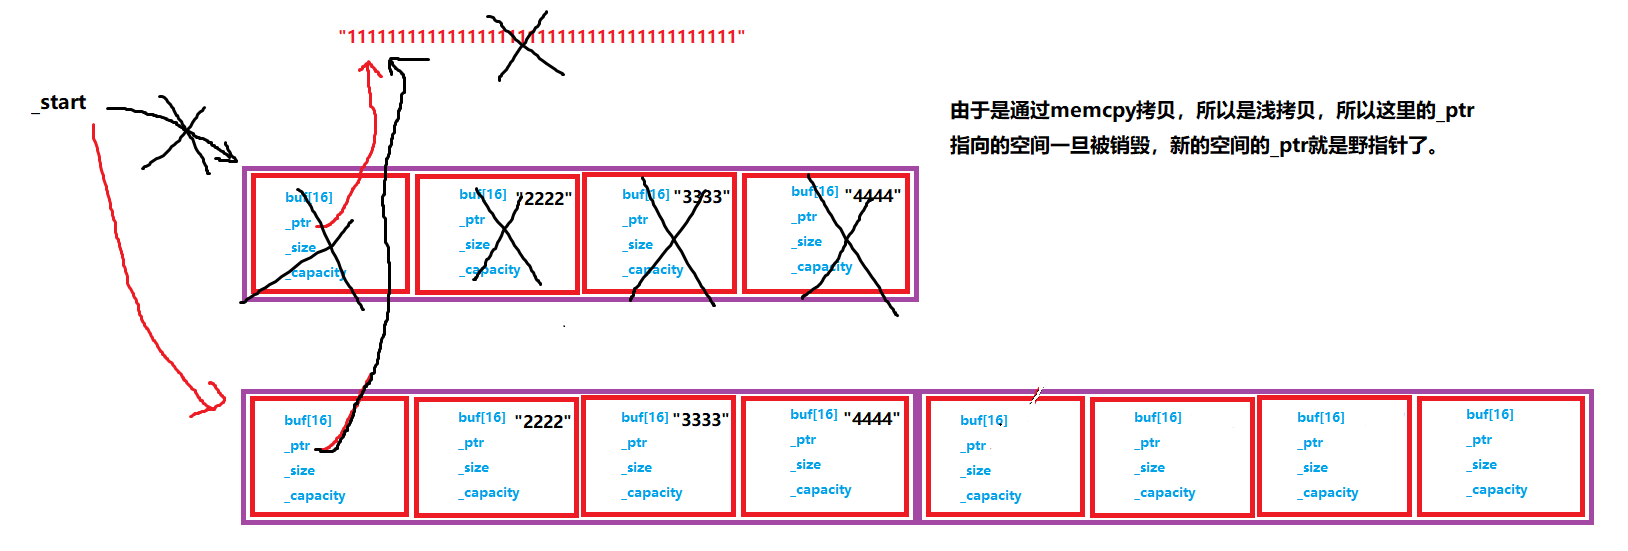 "11111111111111111111111111111111111111"
_start
由于是通过memcpy拷贝，所以是浅拷贝，所以这里的_ptr
指向的空间一旦被销毁，新的空间的_ptr就是野指针了。
buf[16]
_ptr
_size
_capacity
buf[16] "2222"
_ptr
_size
_capacity
buf[16] "3333"
_ptr
_size
_capacity
buf[16] "4444"
_ptr
_size
_capacity
buf[16]
_ptr
_size
_capacity
buf[16] "2222"
_ptr
_size
_capacity
buf[16] "3333"
_ptr
_size
_capacity
buf[16] "4444"
_ptr
_size
_capacity
buf[16]
_ptr
_size
_capacity
buf[16]
_ptr
_size
_capacity
buf[16]
_ptr
_size
_capacity
buf[16]
_ptr
_size
_capacity